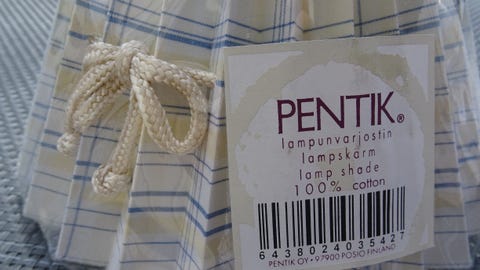 PENTIK®
lampunvarjostin
lampskärm
lamp shade
100% cotton
6438024035427
PENTIK OY • 97900 POSIO FINLAND